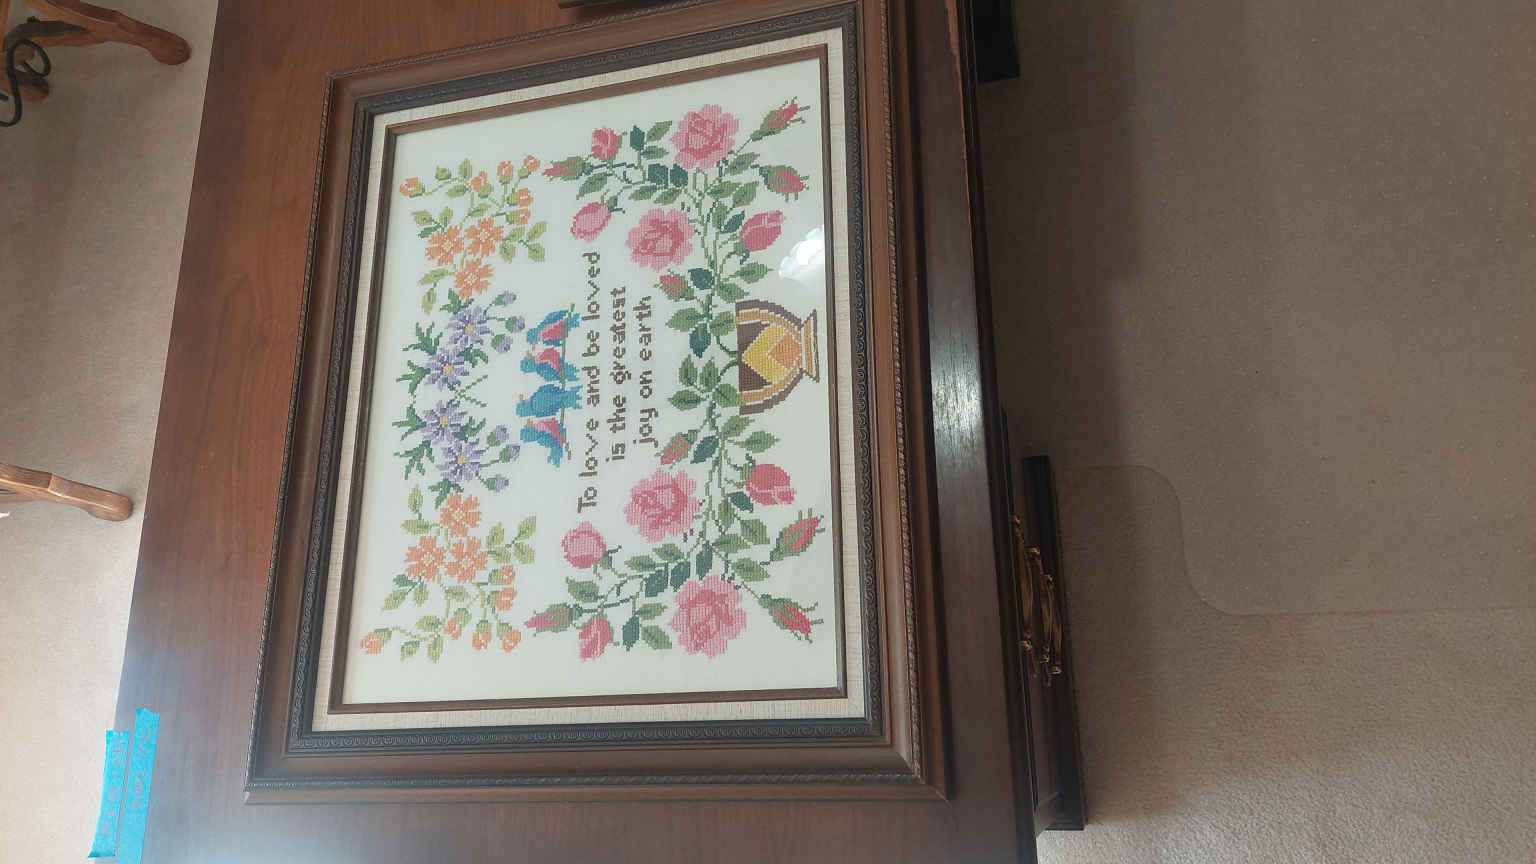 To love and be loved
is the greatest
joy on earth